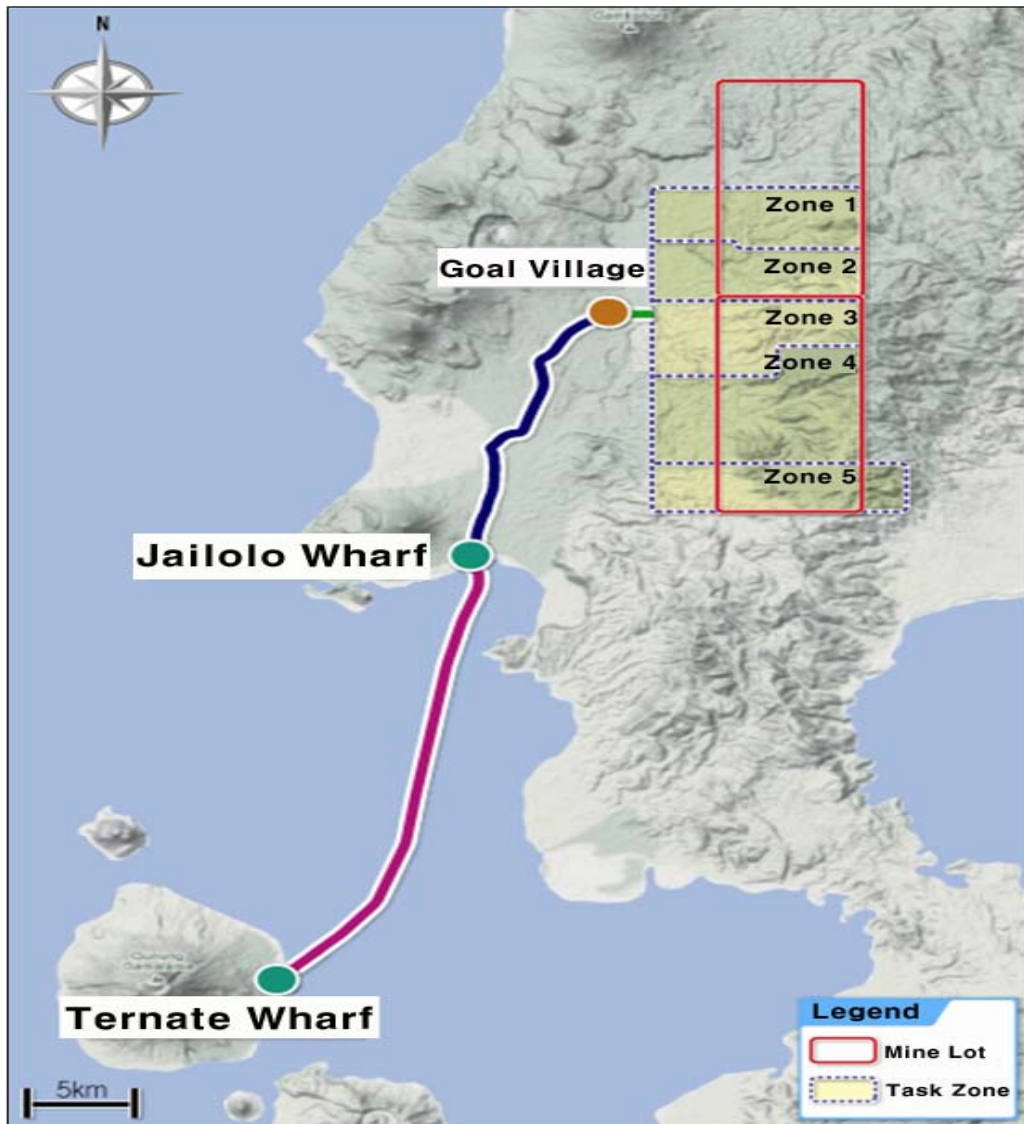 N
Zone 1
Zone 2
Goal Village
Zone 3
Zone 4
Zone 5
Jailolo Wharf
Ternate Wharf
Legend
Mine Lot
Task Zone
5km